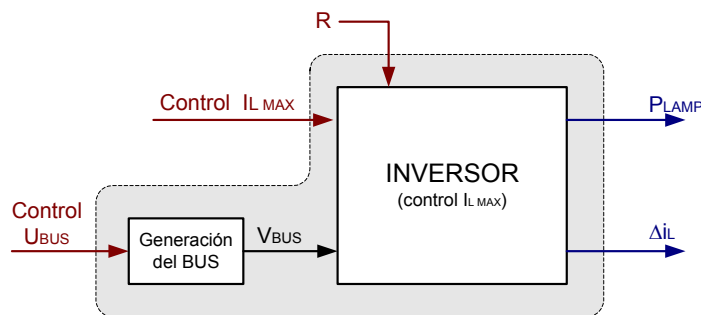 R
Control IL MAX
PLAMP
INVERSOR
(control IL MAX)
Control
UBUS
Generación
del BUS
VBUS
ΔiL